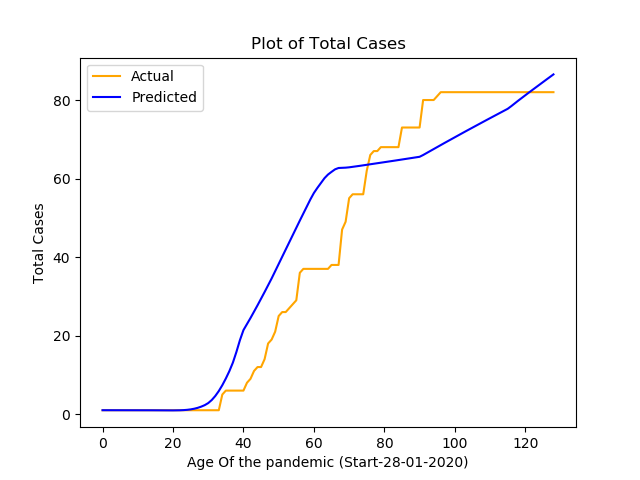 Plot of Total Cases
Actual
Predicted
80
60
40
20
0
Total Cases
0 20 40 60 80 100 120
Age Of the pandemic (Start-28-01-2020)